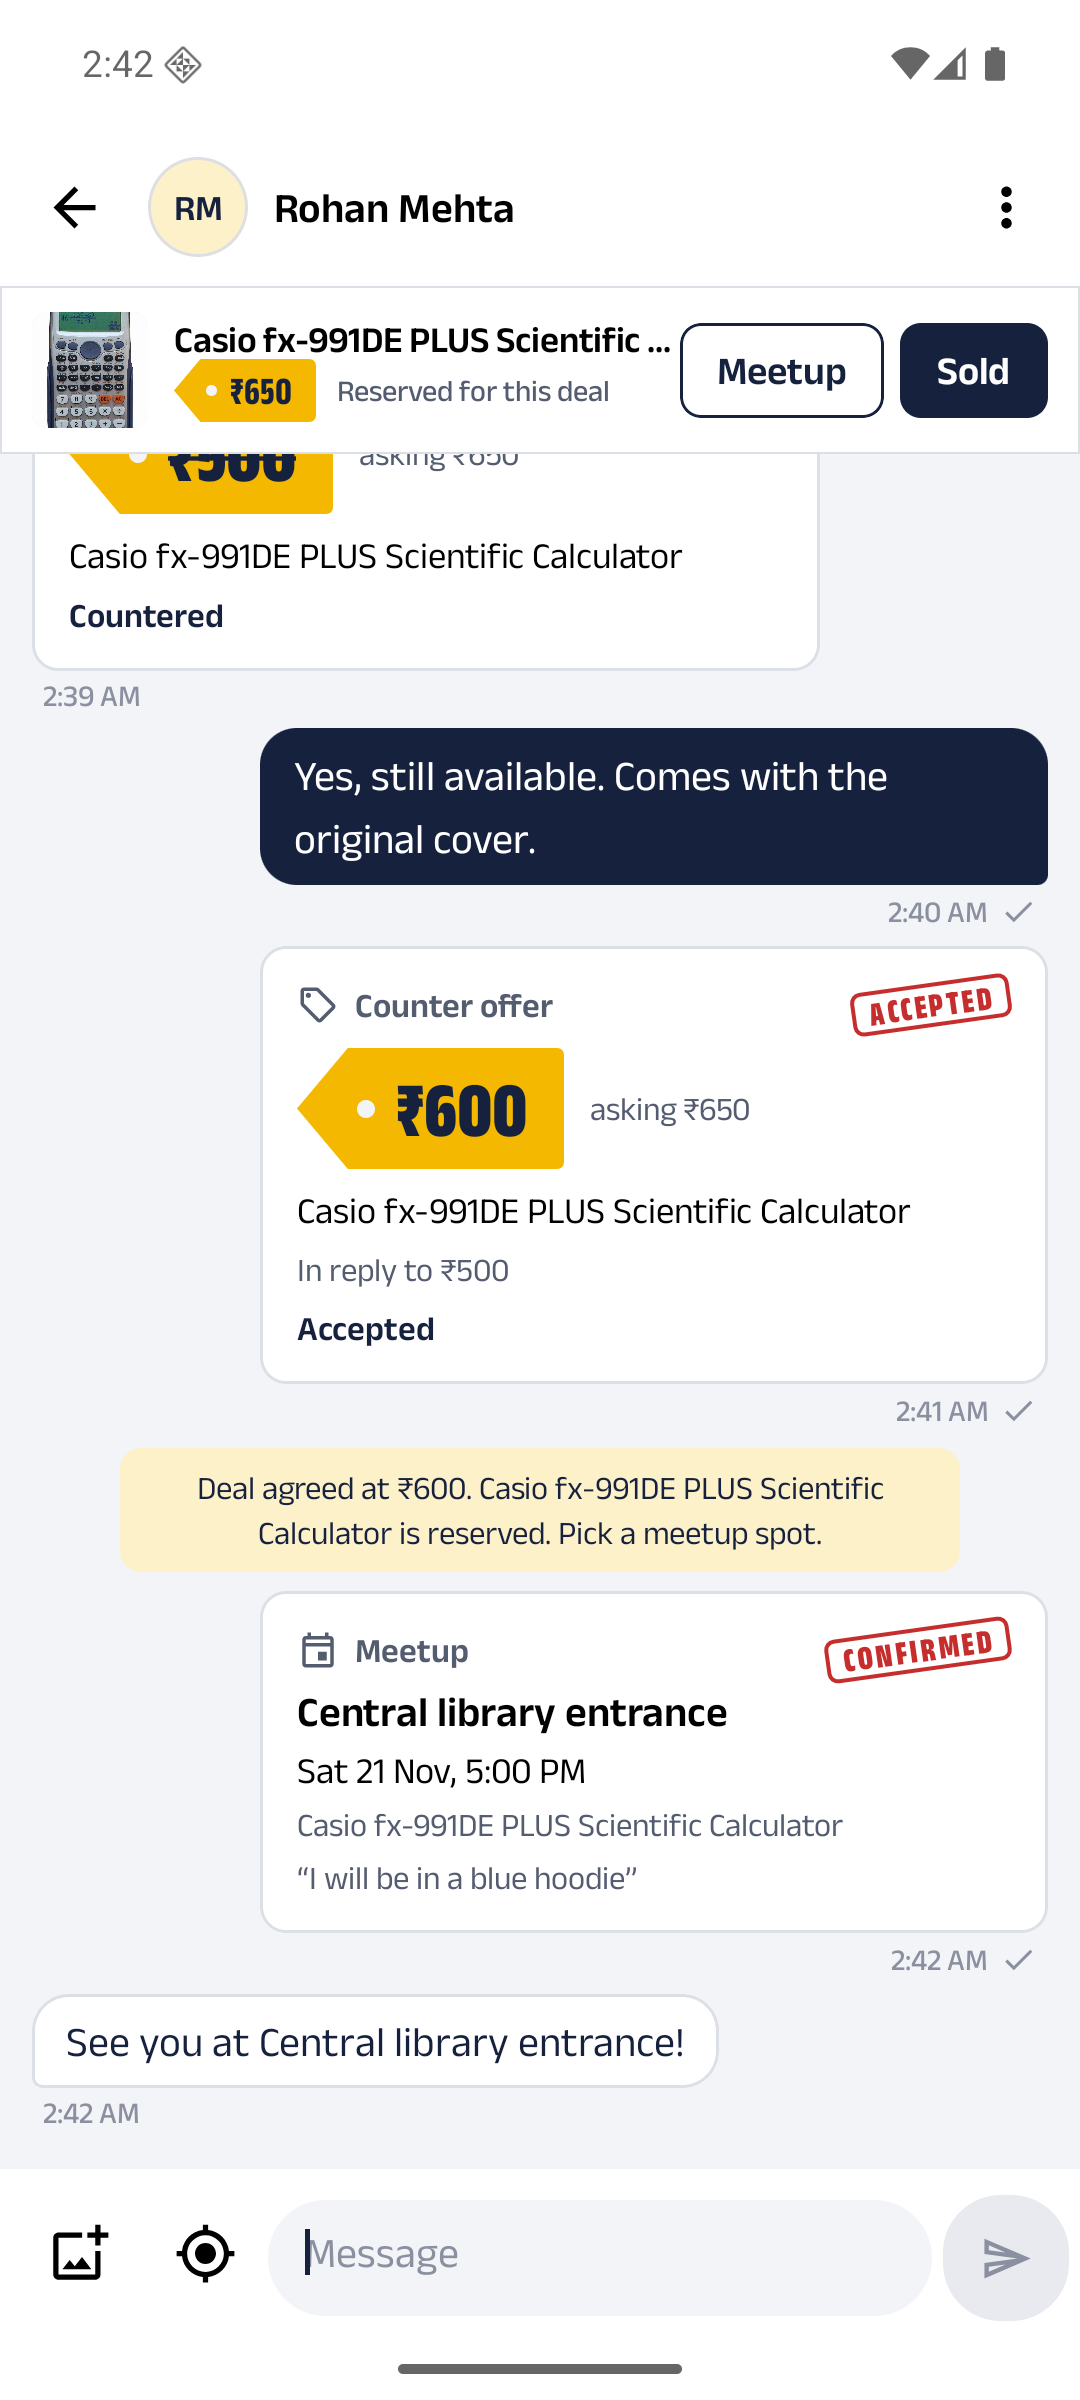 2:42
RM
Rohan Mehta
Casio fx-991DE PLUS Scientific ...
₹650
Reserved for this deal
Meetup
Sold
₹500
asking ₹650
Casio fx-991DE PLUS Scientific Calculator
Countered
2:39 AM
Yes, still available. Comes with the
original cover.
2:40 AM
Counter offer
ACCEPTED
₹600
asking ₹650
Casio fx-991DE PLUS Scientific Calculator
In reply to ₹500
Accepted
2:41 AM
Deal agreed at ₹600. Casio fx-991DE PLUS Scientific
Calculator is reserved. Pick a meetup spot.
Meetup
CONFIRMED
Central library entrance
Sat 21 Nov, 5:00 PM
Casio fx-991DE PLUS Scientific Calculator
“I will be in a blue hoodie”
2:42 AM
See you at Central library entrance!
2:42 AM
Message